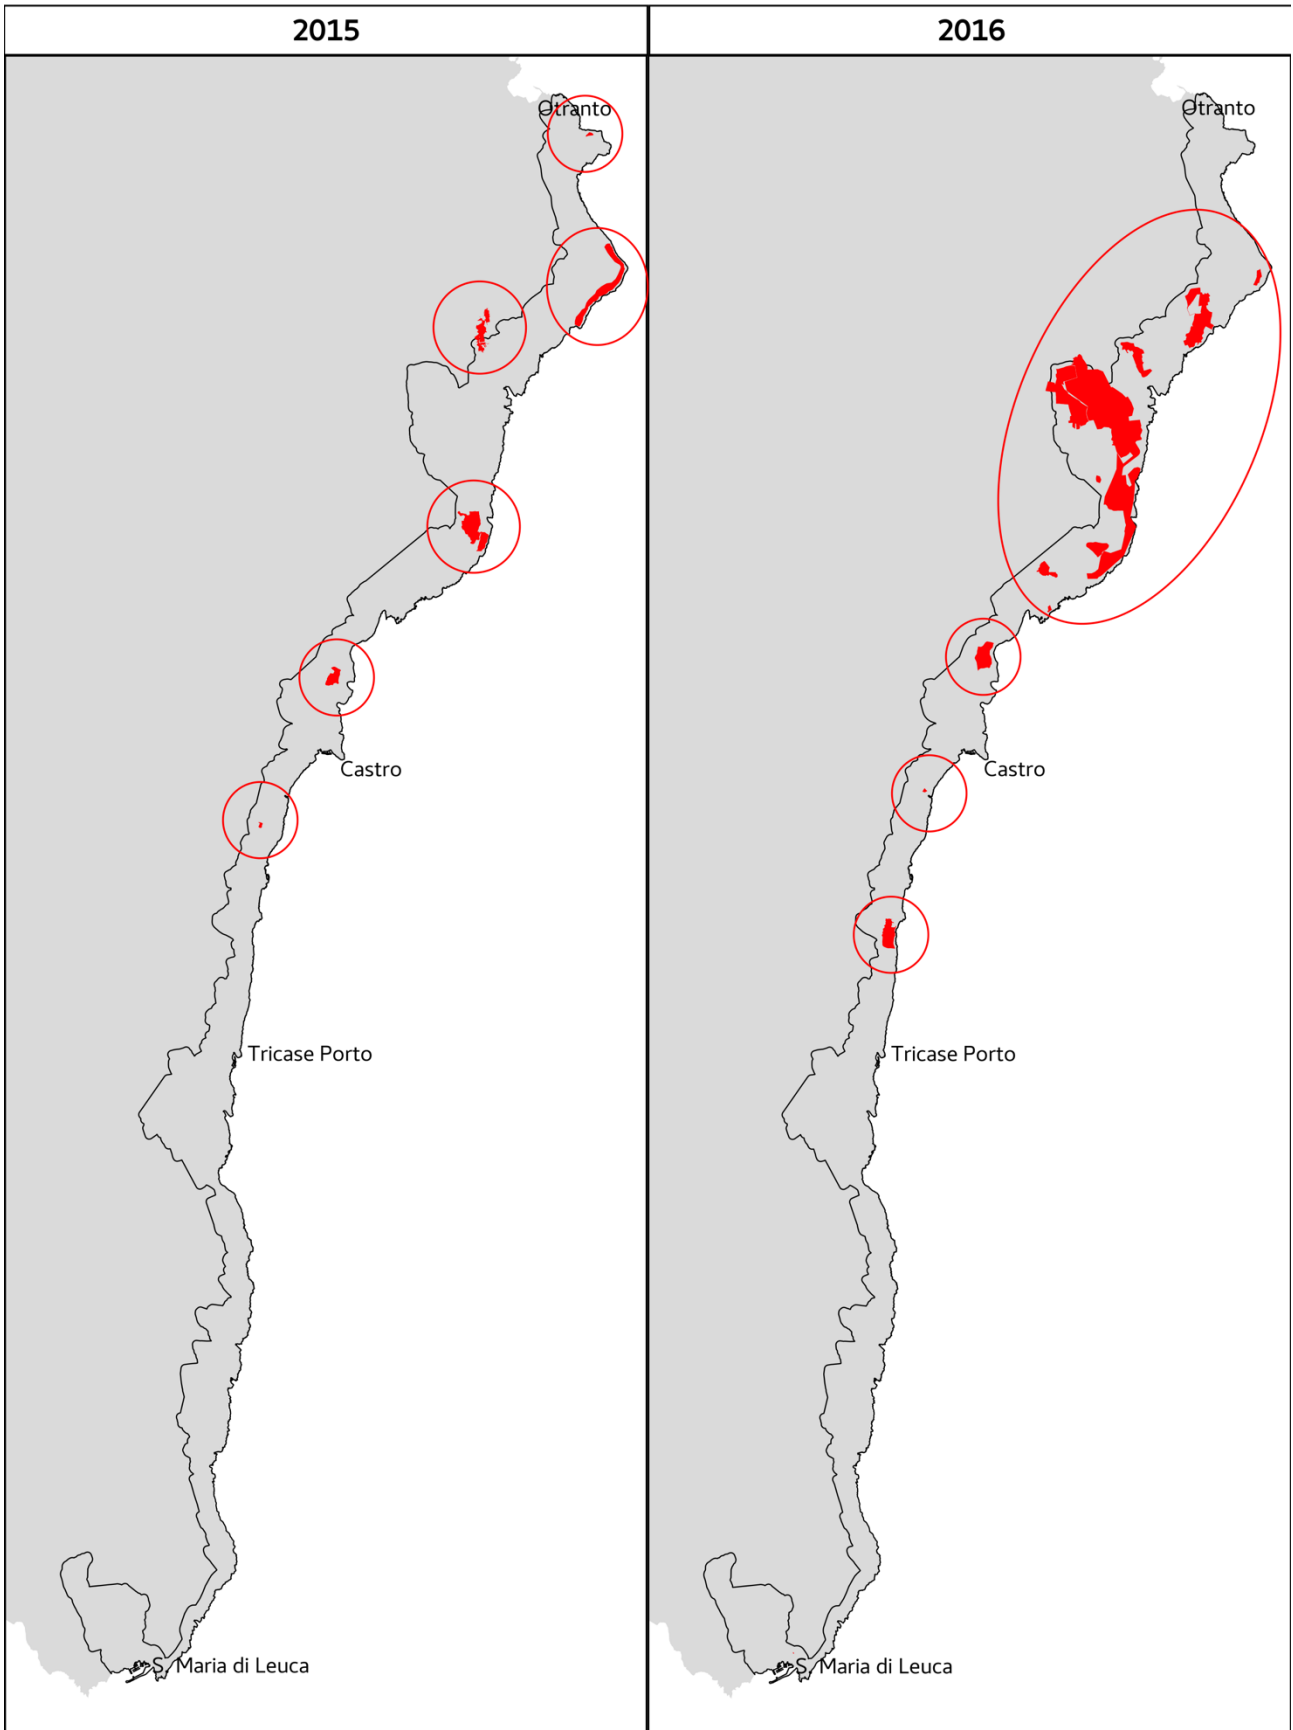 2015
2016
Otranto
Otranto
Castro
Castro
Tricase Porto
Tricase Porto
S. Maria di Leuca
S. Maria di Leuca